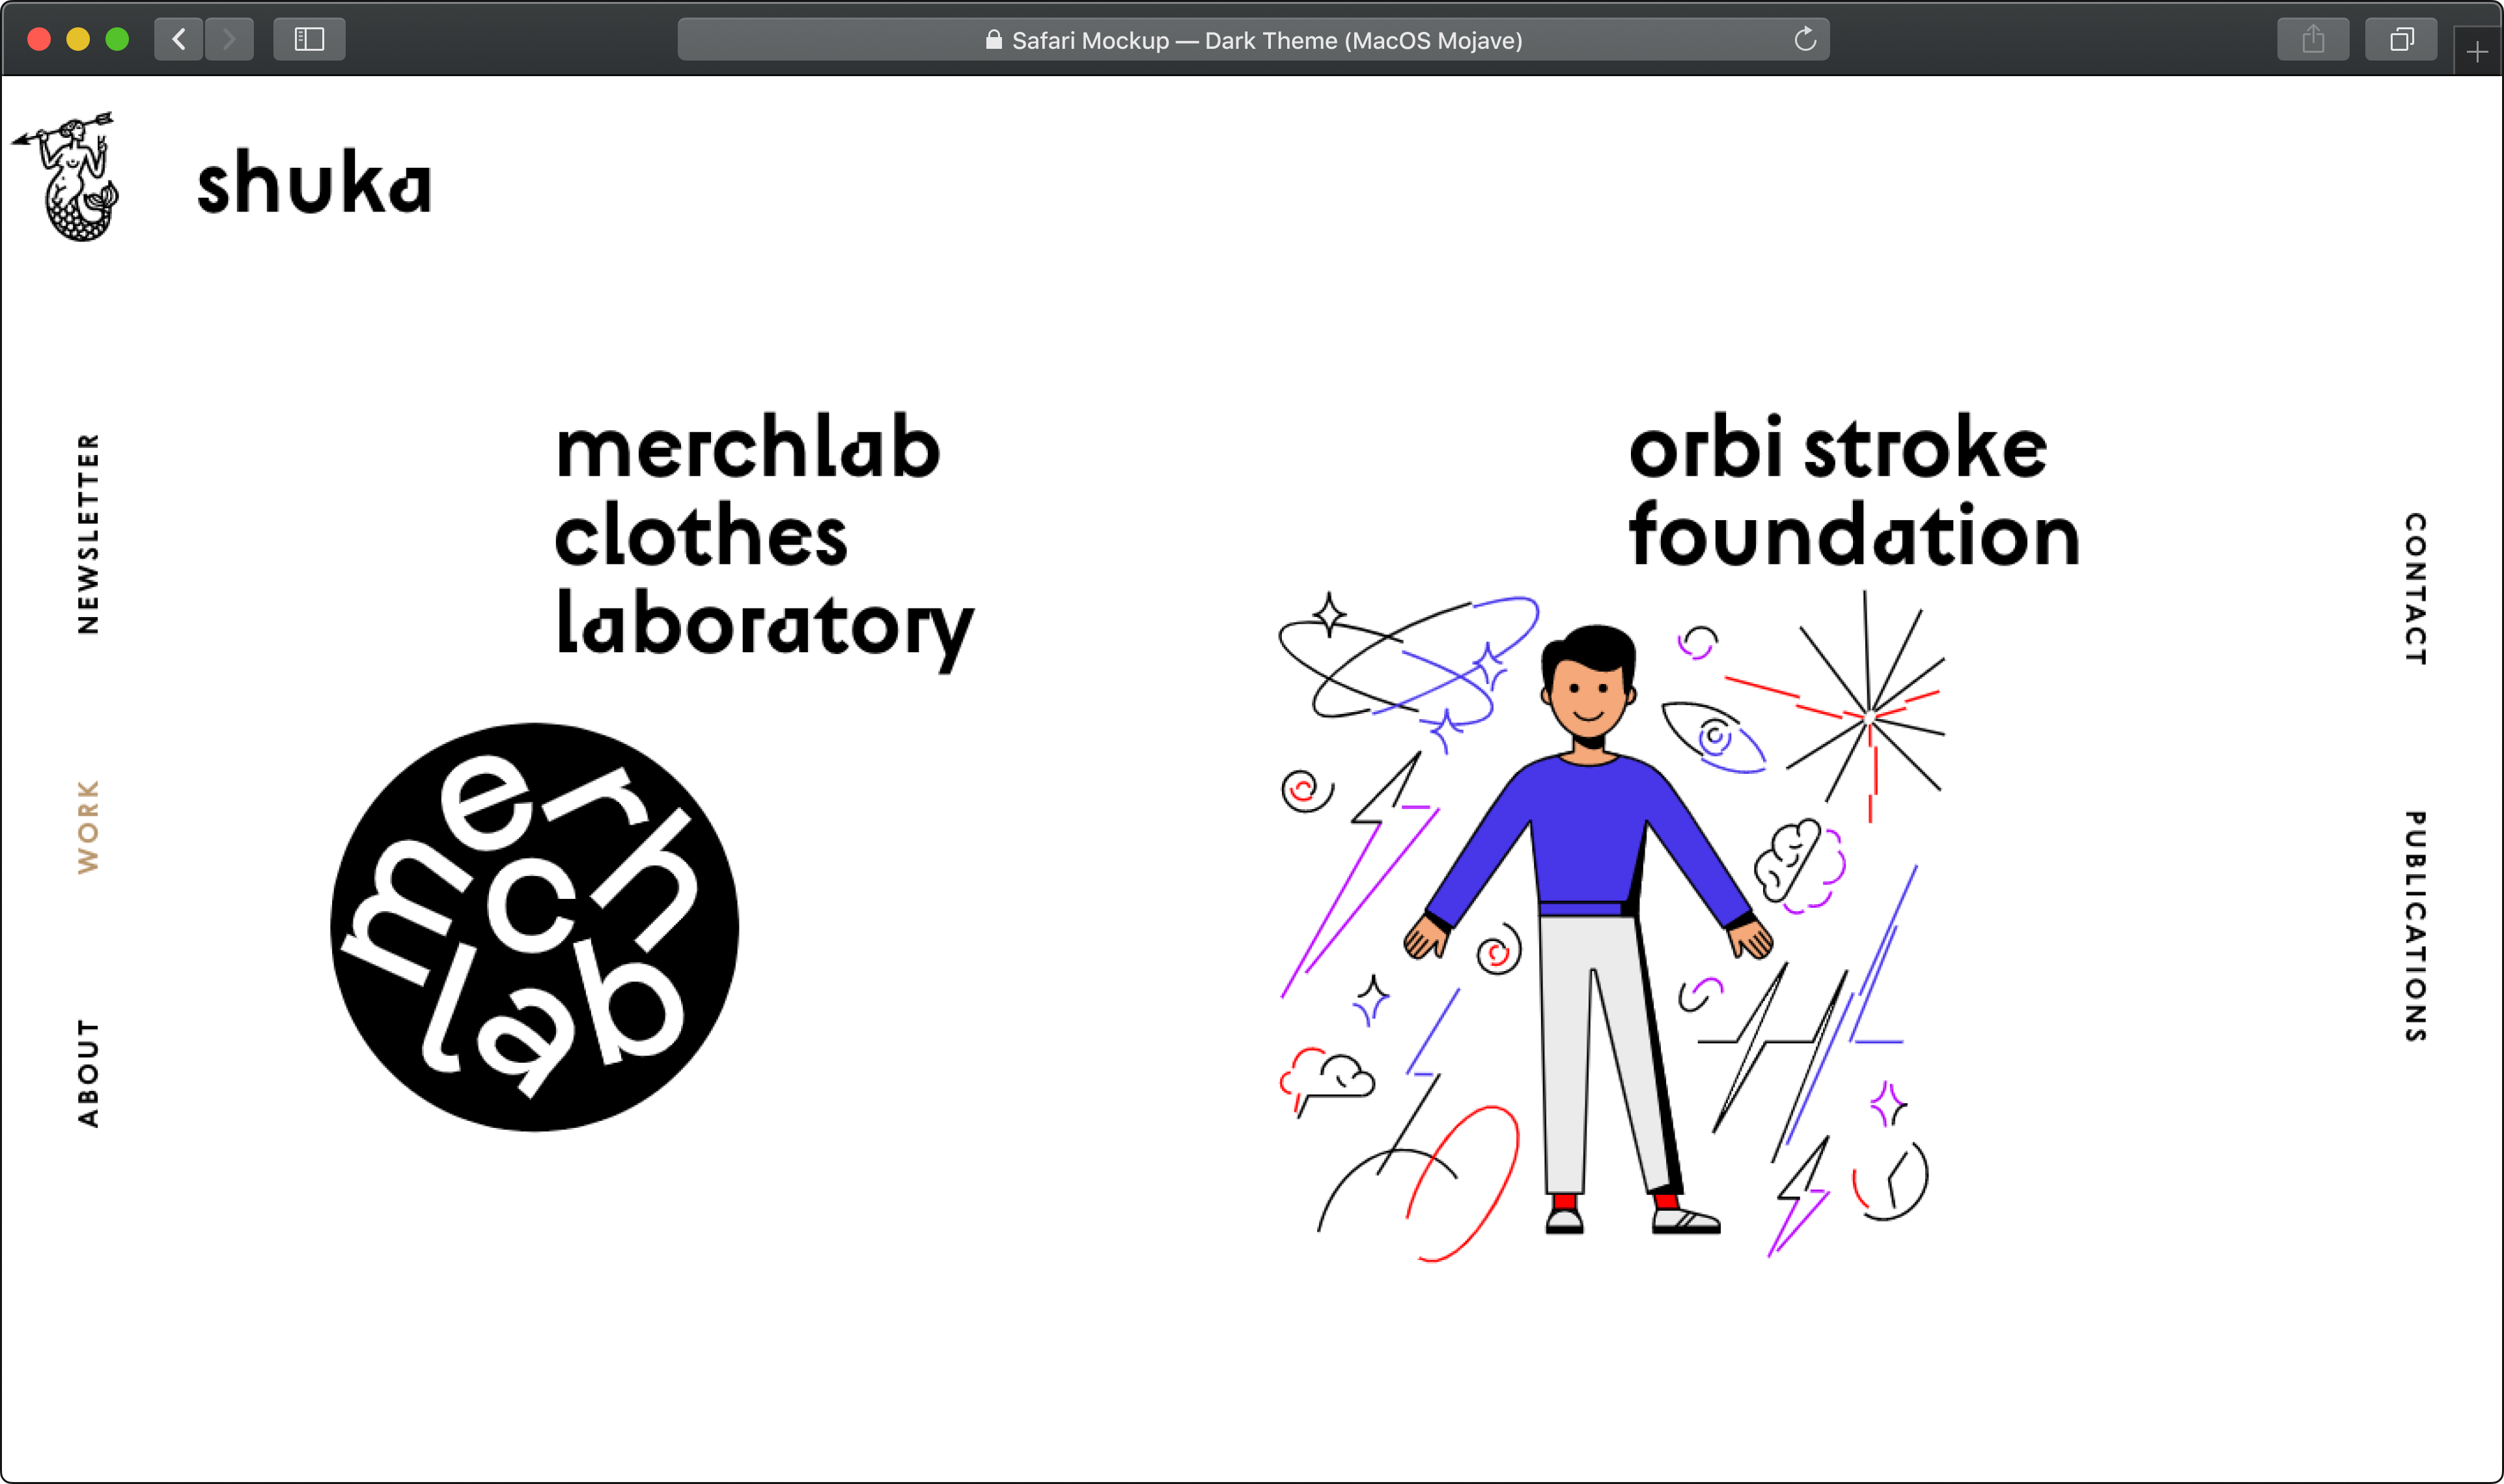 Safari Mockup — Dark Theme (MacOS Mojave)
shuka
NEWSLETTER
WORK
ABOUT
merchlab
clothes
laboratory
merch
lab
orbi stroke
foundation
CONTACT
PUBLICATIONS